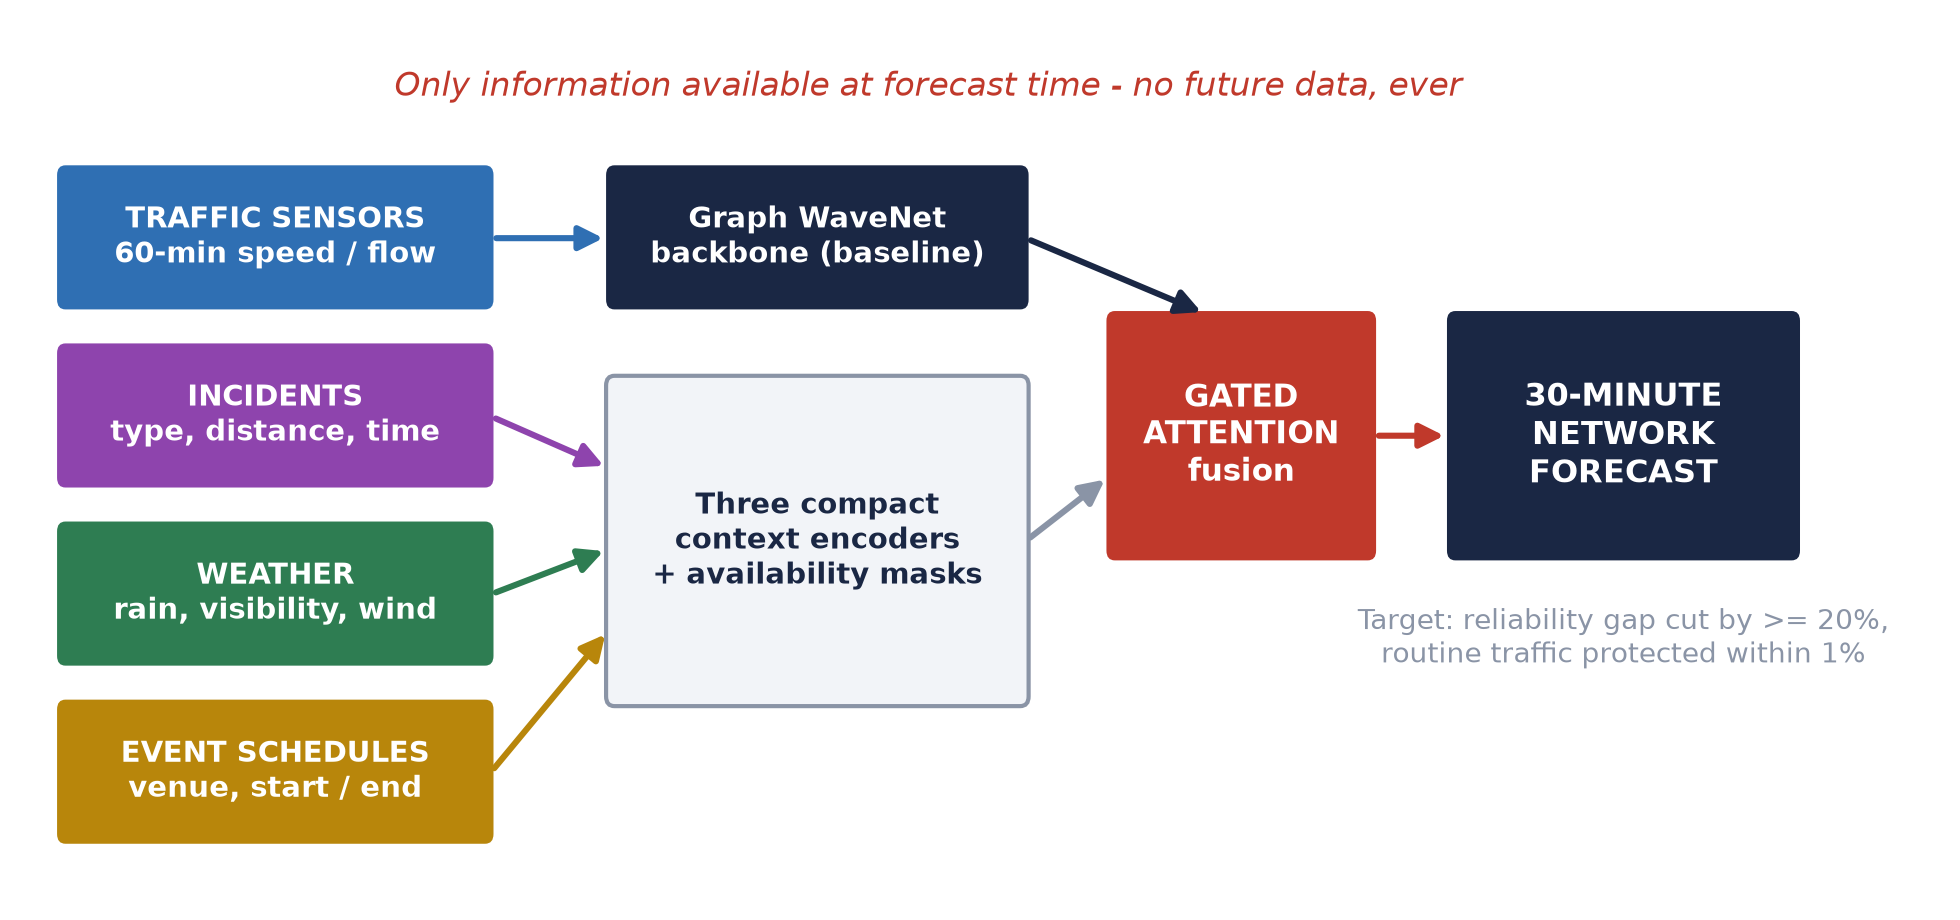 Only information available at forecast time - no future data, ever
TRAFFIC SENSORS
60-min speed / flow
Graph WaveNet
backbone (baseline)
INCIDENTS
type, distance, time
WEATHER
rain, visibility, wind
EVENT SCHEDULES
venue, start / end
Three compact
context encoders
+ availability masks
GATED
ATTENTION
fusion
30-MINUTE
NETWORK
FORECAST
Target: reliability gap cut by >= 20%,
routine traffic protected within 1%